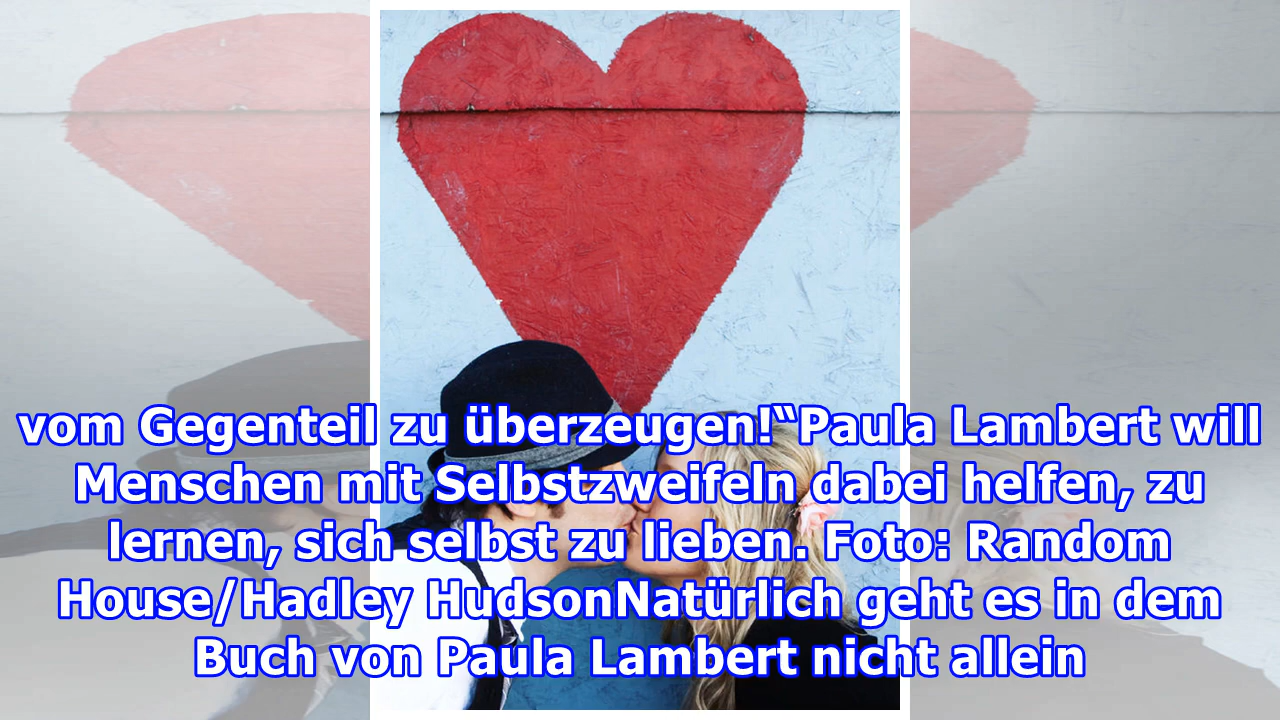 vom Gegenteil zu überzeugen!“Paula Lambert will
Menschen mit Selbstzweifeln dabei helfen, zu
lernen, sich selbst zu lieben. Foto: Random
House/Hadley HudsonNatürlich geht es in dem
Buch von Paula Lambert nicht allein